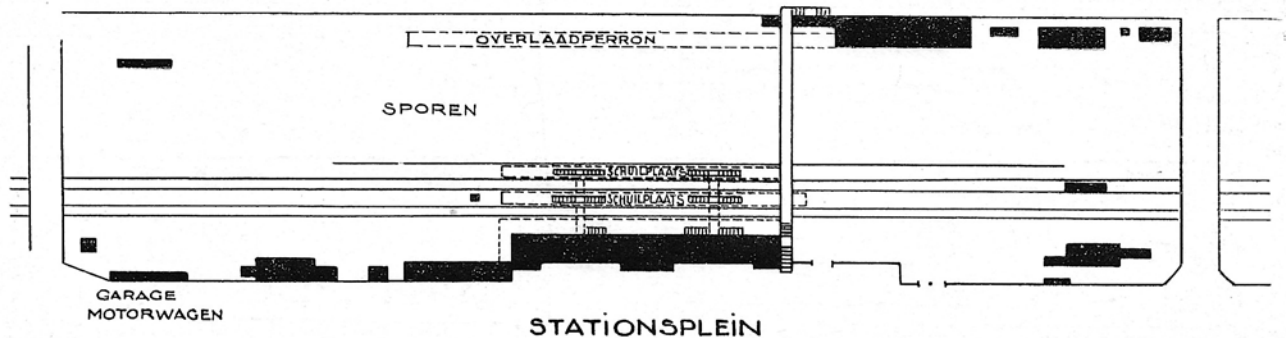 OVERLAADPERRON
SPOREN
SCHUILPLAATS
SCHUILPLAATS
GARAGE
MOTORWAGEN
STATIONSPLEIN